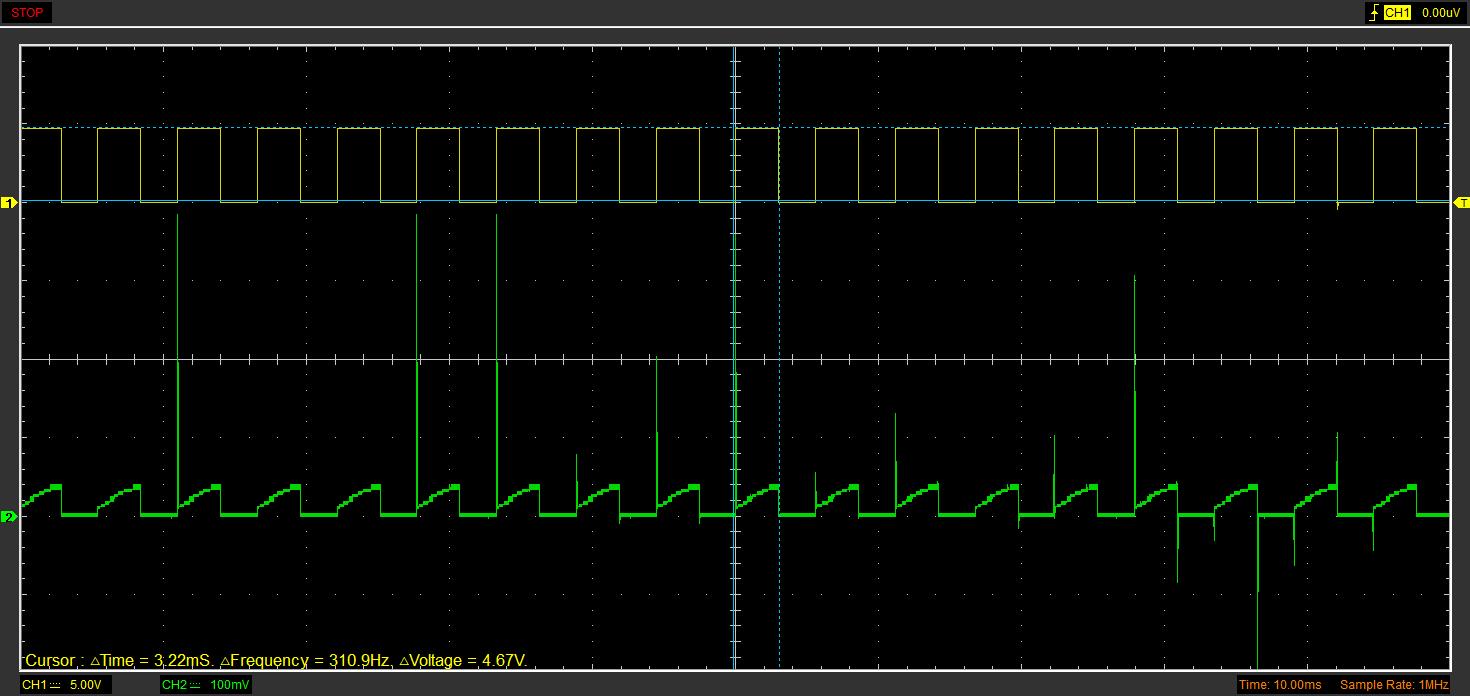 STOP
CH1 0.00uV
1
T
2
Cursor : △Time = 3.22mS. △Frequency = 310.9Hz, △Voltage = 4.67V.
CH1 5.00V CH2 100mV Time: 10.00ms Sample Rate: 1MHz